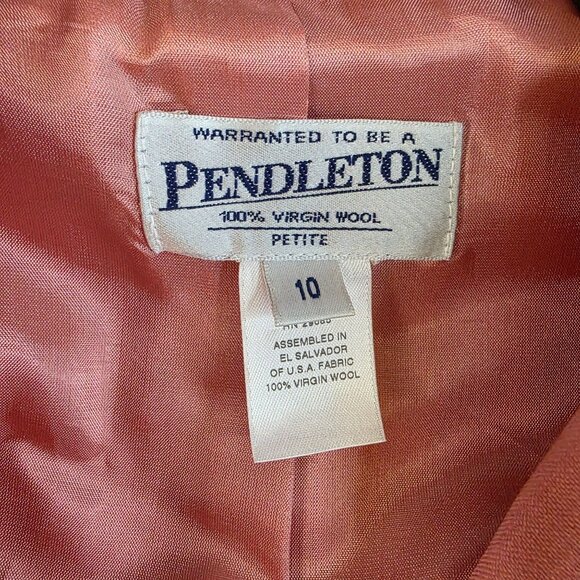 WARRANTED TO BE A
PENDLETON
100% VIRGIN WOOL
PETITE
10
ASSEMBLED IN
EL SALVADOR
OF U.S.A. FABRIC
100% VIRGIN WOOL